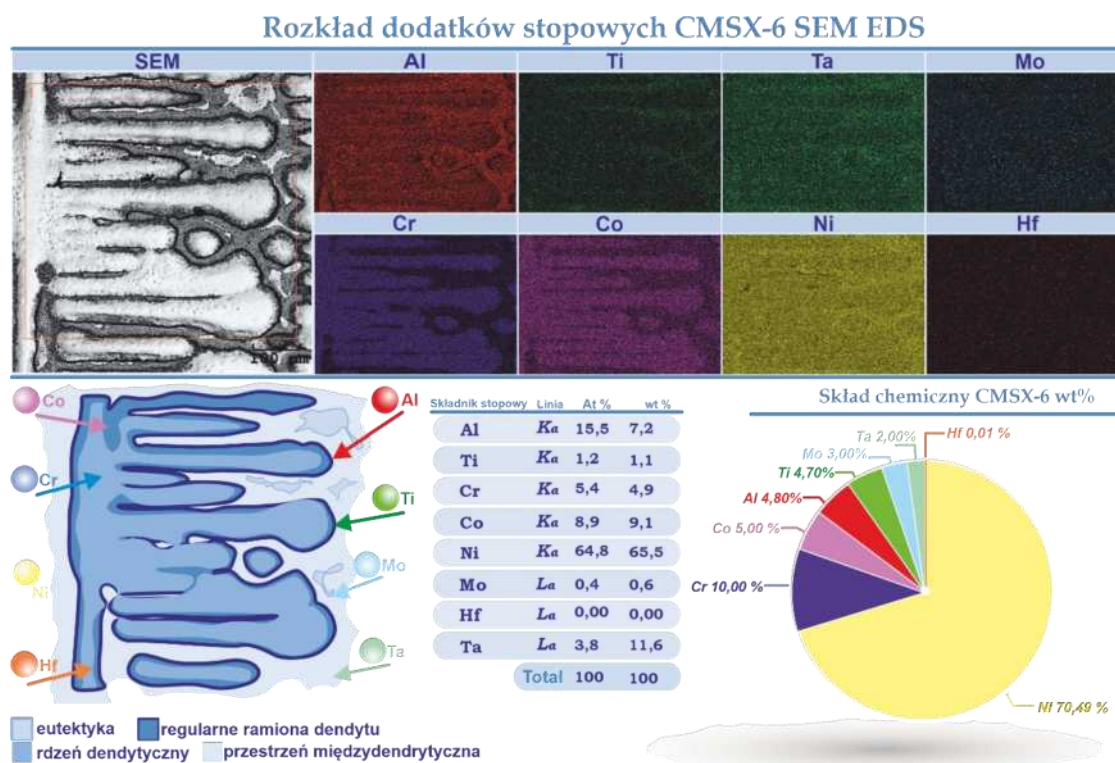 Rozkład dodatków stopowych CMSX-6 SEM EDS
SEM Al Ti Ta Mo
Cr Co Ni Hf
100 µm
Co
Al
Cr
Ti
Ni
Mo
Hf
Ta
eutektyka
regularne ramiona dendytu
rdzeń dendytyczny
przestrzeń międzydendrytyczna
Składnik stopowy Linia At % wt %
Al Ka 15,5 7,2
Ti Ka 1,2 1,1
Cr Ka 5,4 4,9
Co Ka 8,9 9,1
Ni Ka 64,8 65,5
Mo La 0,4 0,6
Hf La 0,00 0,00
Ta La 3,8 11,6
Total 100 100
Skład chemiczny CMSX-6 wt%
Hf 0,01 %
Ta 2,00%
Mo 3,00%
Ti 4,70%
Al 4,80%
Co 5,00 %
Cr 10,00 %
Ni 70,49 %